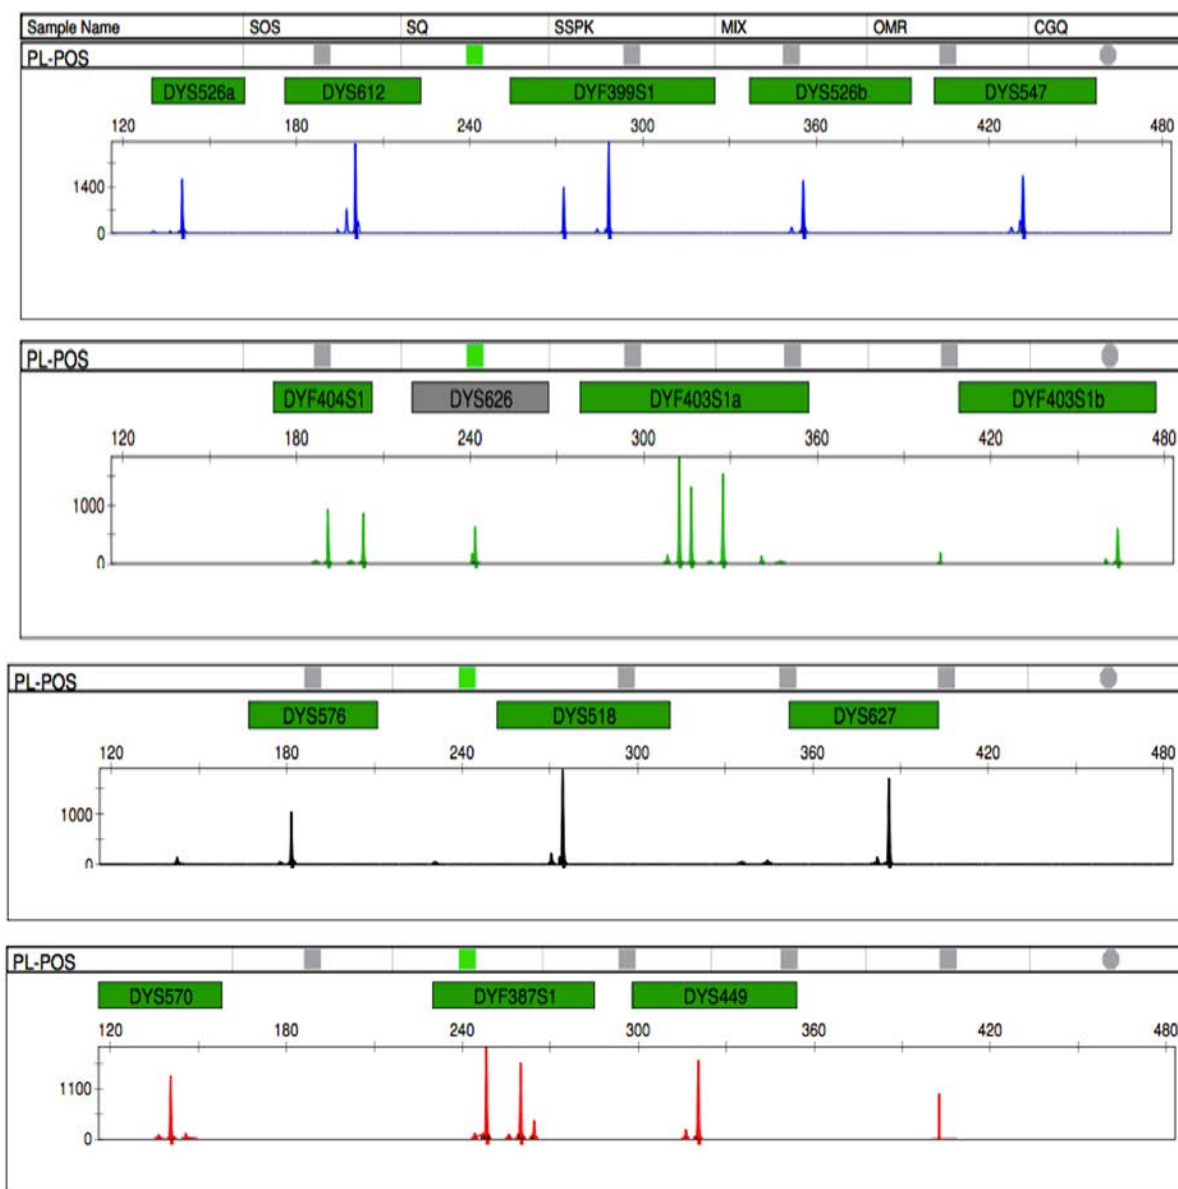 Sample Name SOS SQ SSPK MIX OMR CGQ
PL-POS
DYS526a DYS612 DYF399S1 DYS526b DYS547
120 180 240 300 360 420 480
1400
0
PL-POS
DYF404S1 DYS626 DYF403S1a DYF403S1b
120 180 240 300 360 420 480
1000
0
PL-POS
DYS576 DYS518 DYS627
120 180 240 300 360 420 480
1000
0
PL-POS
DYS570 DYF387S1 DYS449
120 180 240 300 360 420 480
1100
0